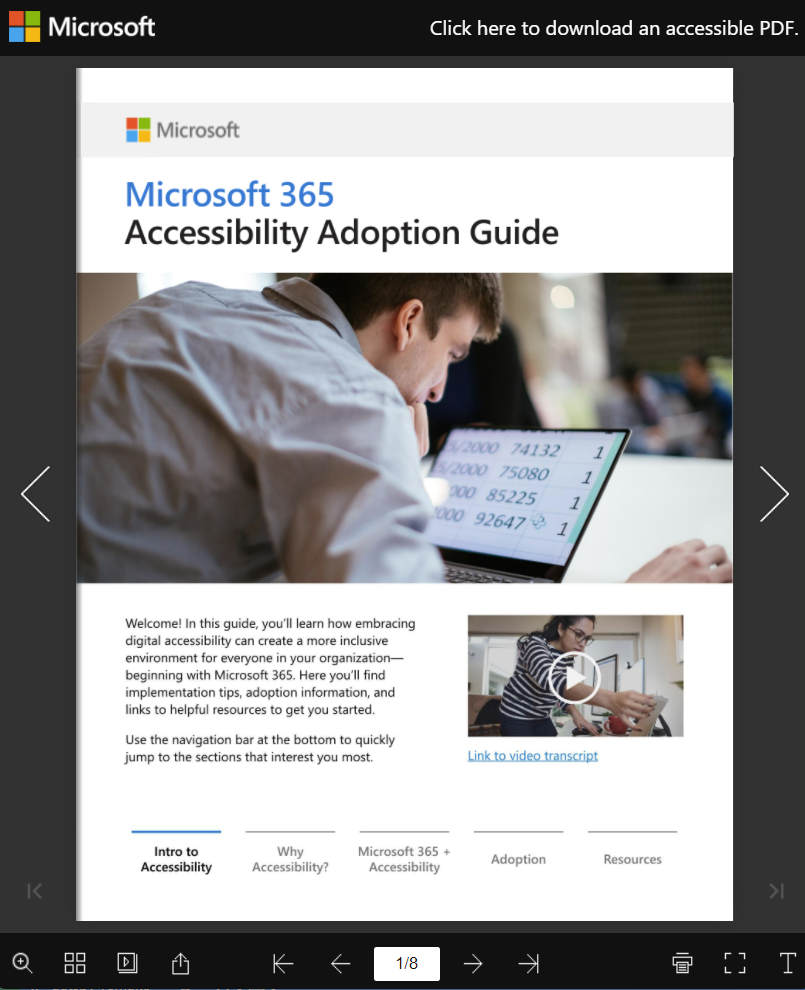 Microsoft
Click here to download an accessible PDF.
Microsoft
Microsoft 365
Accessibility Adoption Guide
5/2000 74132 1
5/2000 75080 1
000 85225 1
000 92647 1
Welcome! In this guide, you'll learn how embracing
digital accessibility can create a more inclusive
environment for everyone in your organization—
beginning with Microsoft 365. Here you'll find
implementation tips, adoption information, and
links to helpful resources to get you started.
Use the navigation bar at the bottom to quickly
jump to the sections that interest you most.
Link to video transcript
Intro to
Accessibility
Why
Accessibility?
Microsoft 365 +
Accessibility
Adoption
Resources
1/8